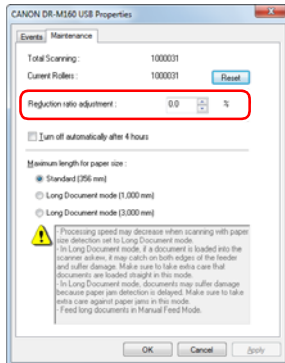 CANON DR-M160 USB Properties
Events Maintenance
Total Scanning : 1000031
Current Rollers : 1000031 Reset
Reduction ratio adjustment : 0.0 %
Turn off automatically after 4 hours
Maximum length for paper size :
Standard (356 mm)
Long Document mode (1,000 mm)
Long Document mode (3,000 mm)
- Processing speed may decrease when scanning with paper
size detection set to Long Document mode.
- In Long Document mode, if a document is loaded into the
scanner askew, it may catch on both edges of the feeder
and suffer damage. Make sure to take extra care that
documents are loaded straight in this mode.
- In Long Document mode, documents may suffer damage
because paper jam detection is delayed. Make sure to take
extra care against paper jams in this mode.
- Feed long documents in Manual Feed Mode.
OK Cancel Apply